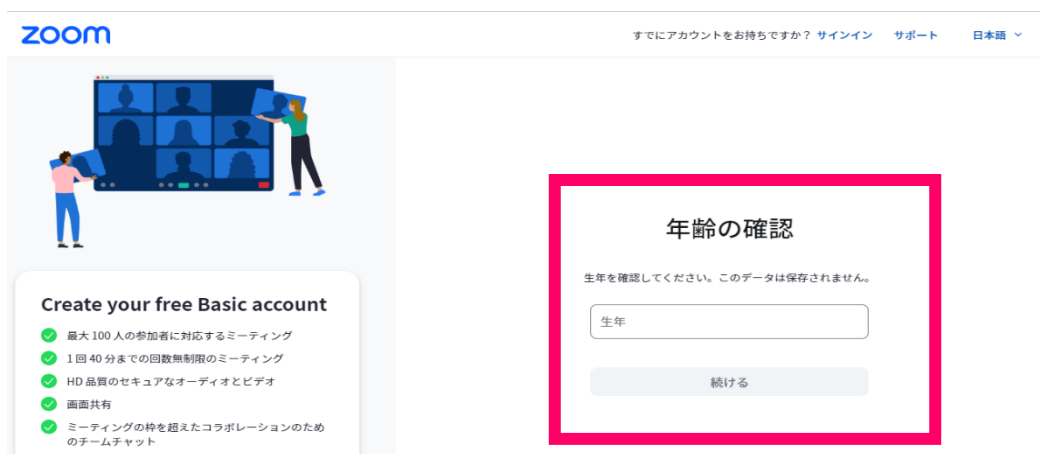 zoom
すでにアカウントをお持ちですか？ サインイン サポート 日本語
Create your free Basic account
最大 100 人の参加者に対応するミーティング
1 回 40 分までの回数無制限のミーティング
HD 品質のセキュアなオーディオとビデオ
画面共有
ミーティングの枠を超えたコラボレーションのため
のチームチャット
年齢の確認
生年を確認してください。このデータは保存されません。
生年
続ける